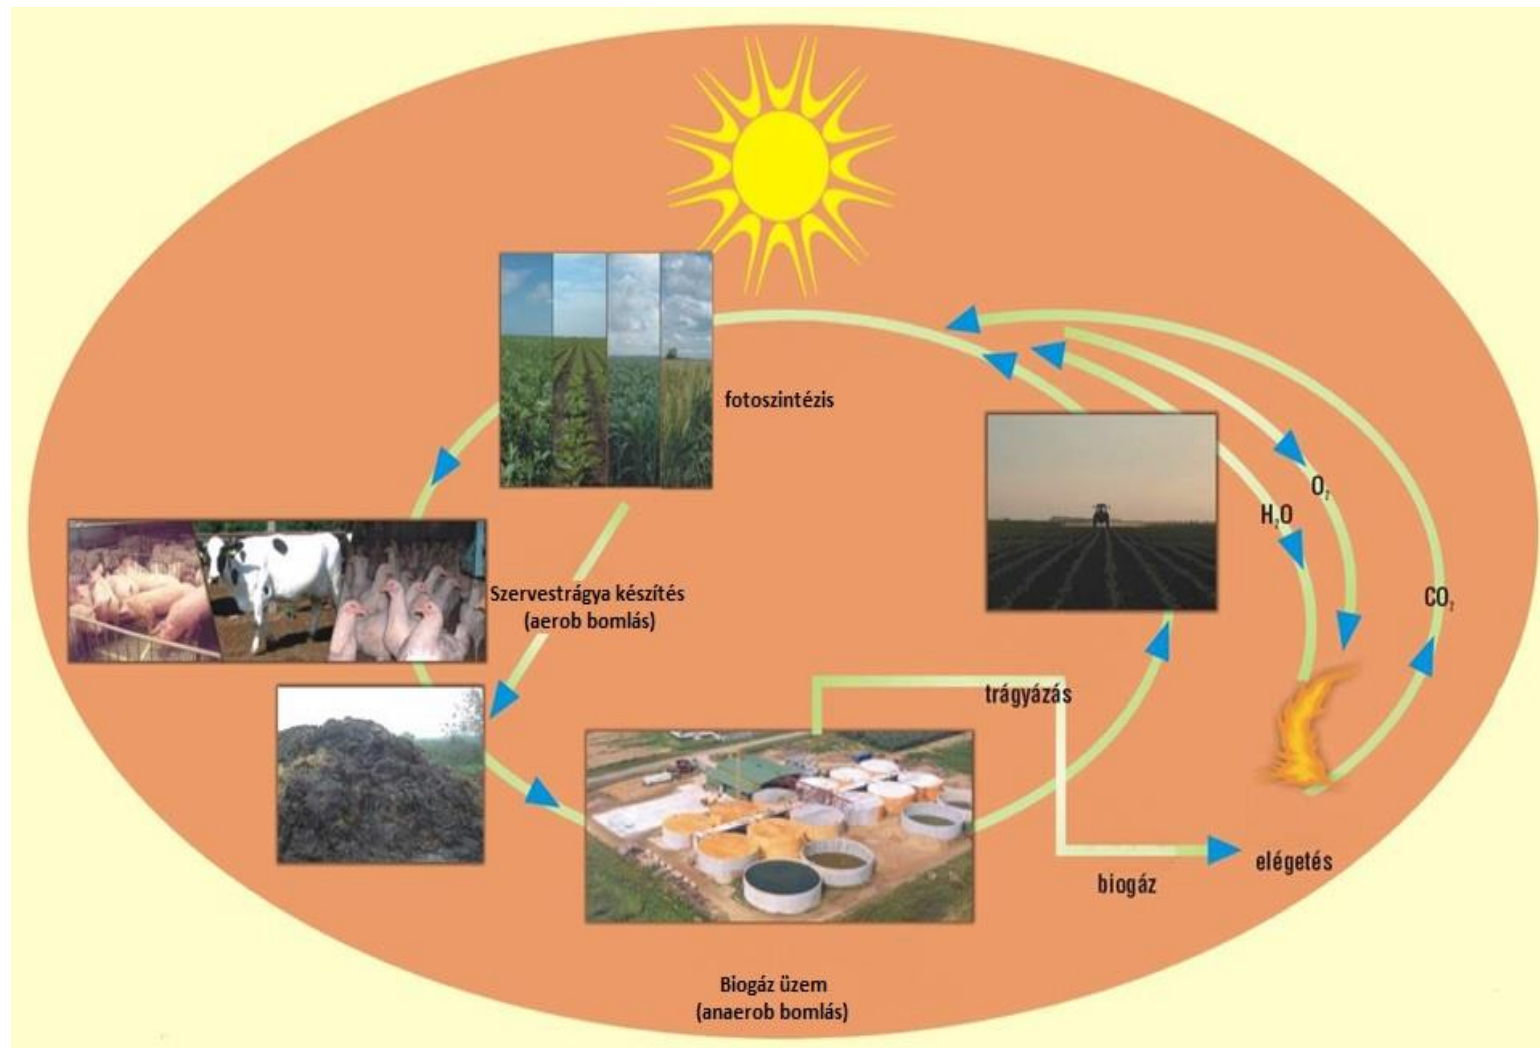 fotoszintézis
O₂
H₂O
Szervestrágya készítés
(aerob bomlás)
CO₂
trágyázás
elégetés
biogáz
Biogáz üzem
(anaerob bomlás)